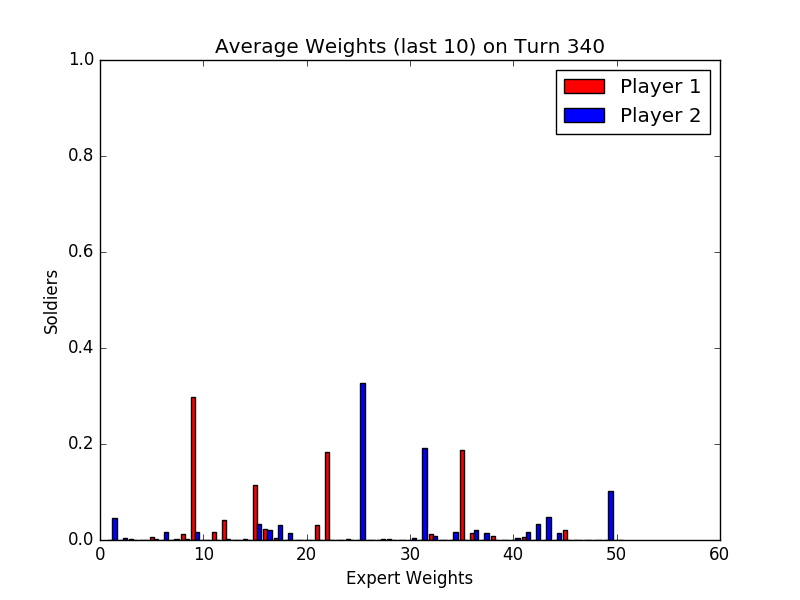 Average Weights (last 10) on Turn 340
1.0
Player 1
Player 2
0.8
0.6
Soldiers
0.4
0.2
0.0
0 10 20 30 40 50 60
Expert Weights